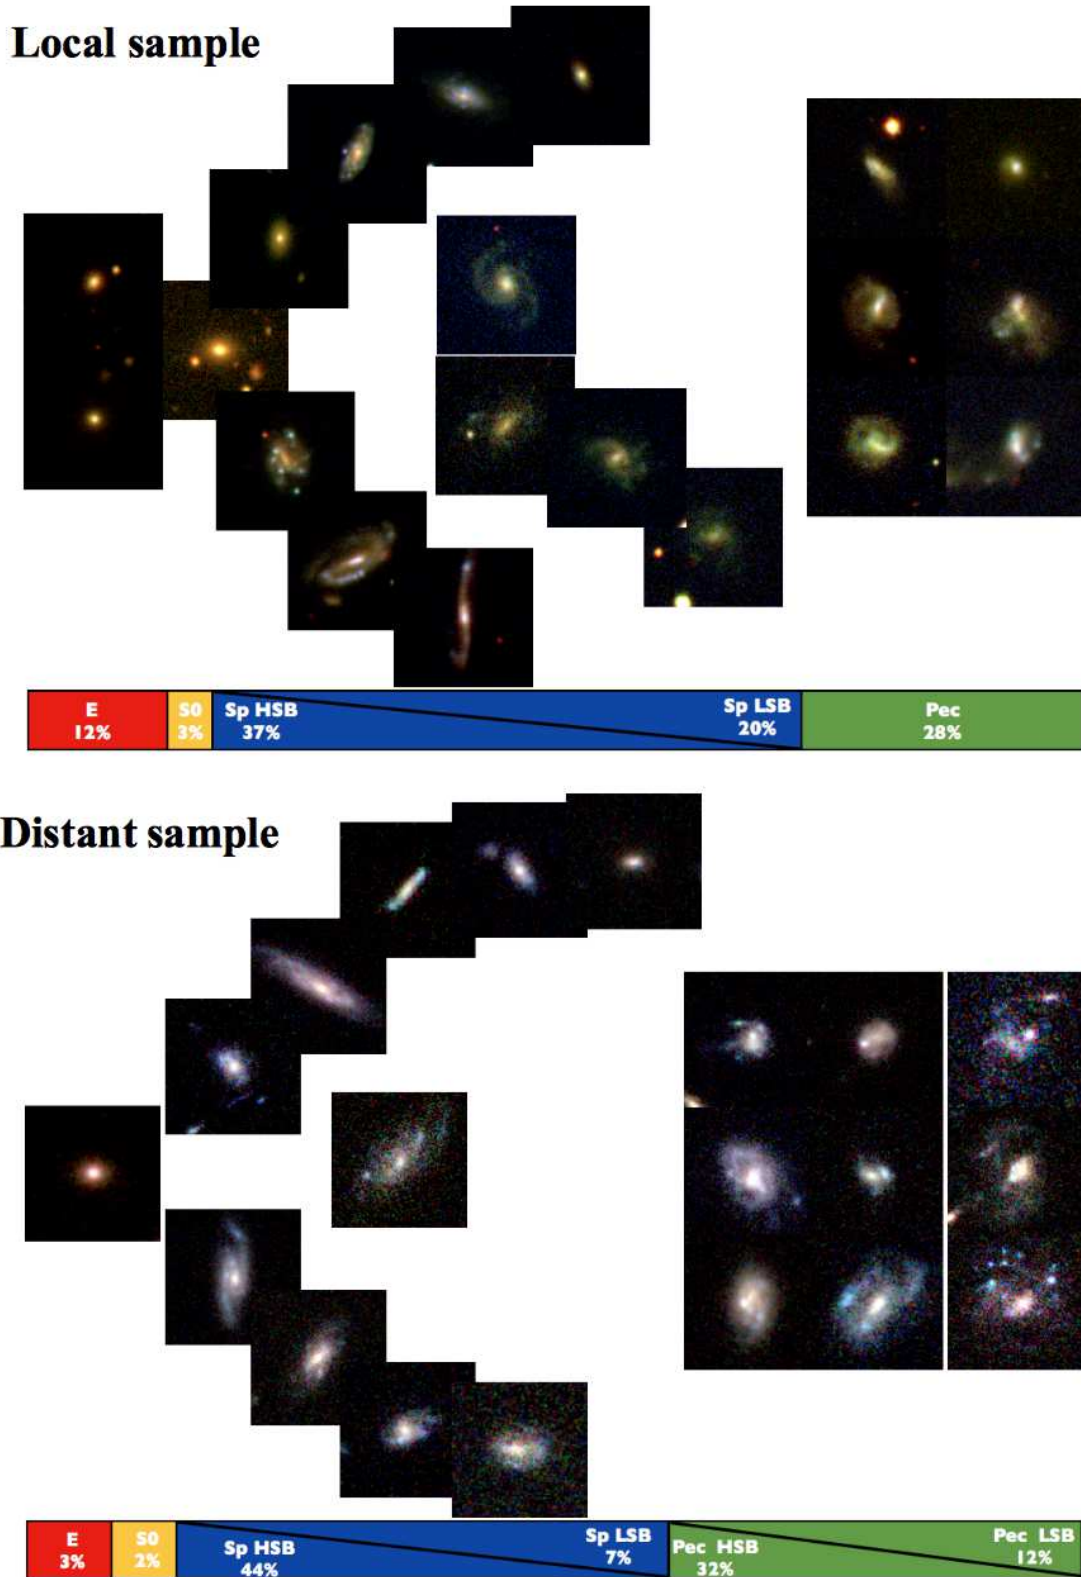 Local sample
E
12%
S0
3%
Sp HSB
37%
Sp LSB
20%
Pec
28%
Distant sample
E
3%
S0
2%
Sp HSB
44%
Sp LSB
7%
Pec HSB
32%
Pec LSB
12%